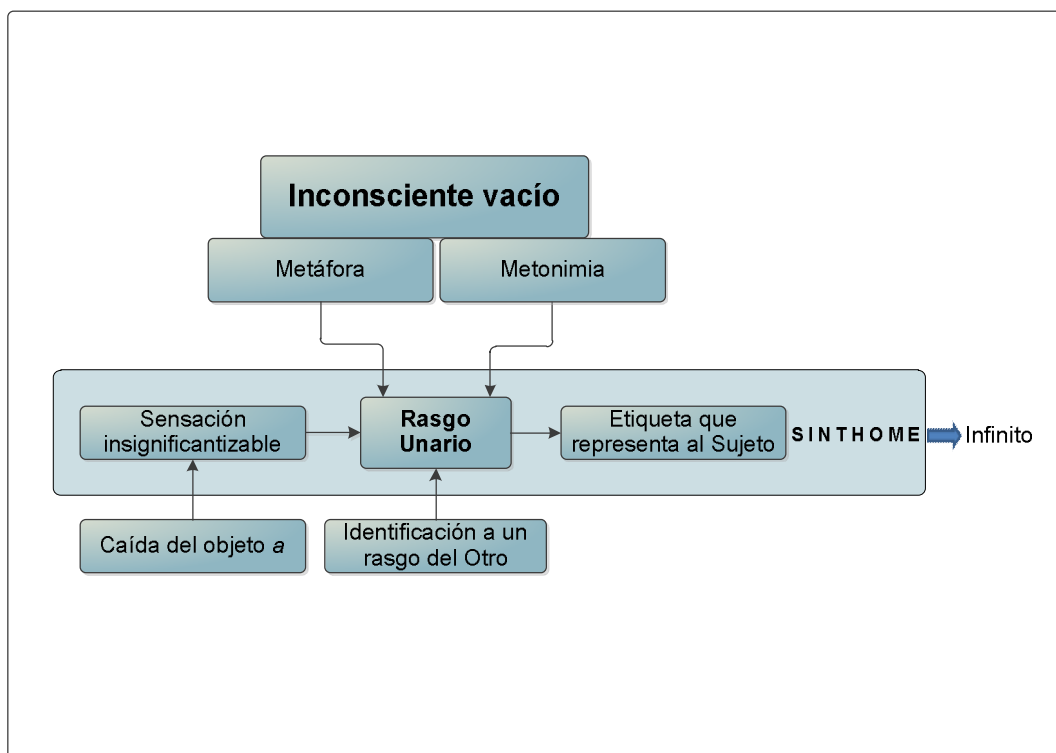 Inconsciente vacío
Metáfora
Metonimia
Sensación
insignificantizable
Rasgo
Unario
Etiqueta que
representa al Sujeto
SINTHOME
Infinito
Caída del objeto a
Identificación a un
rasgo del Otro